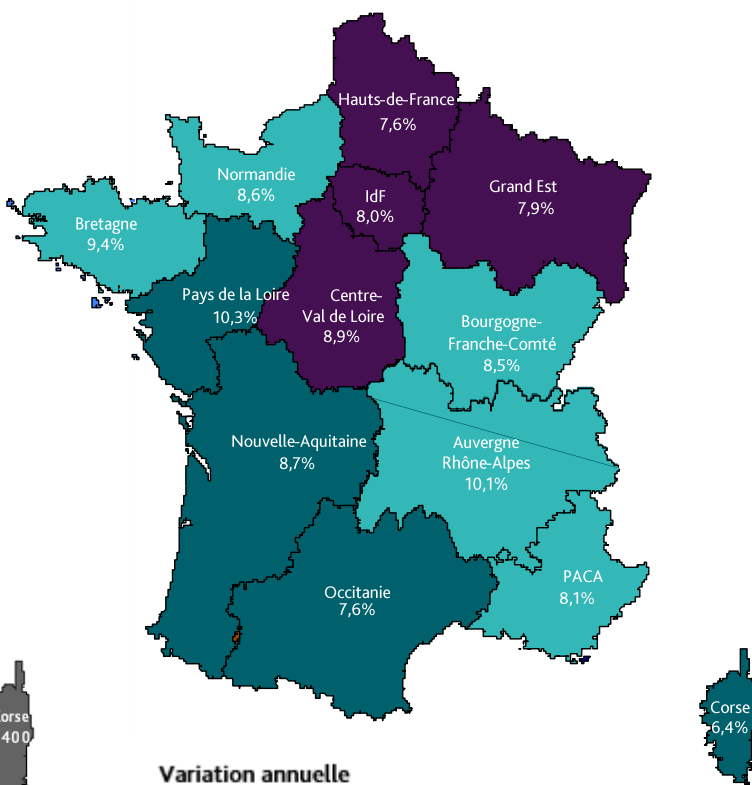 Hauts-de-France
7,6%
Normandie
8,6%
IdF
8,0%
Grand Est
7,9%
Bretagne
9,4%
Pays de la Loire
10,3%
Centre-
Val de Loire
8,9%
Bourgogne-
Franche-Comté
8,5%
Nouvelle-Aquitaine
8,7%
Auvergne
Rhône-Alpes
10,1%
Occitanie
7,6%
PACA
8,1%
orse
400
Corse
6,4%
Variation annuelle